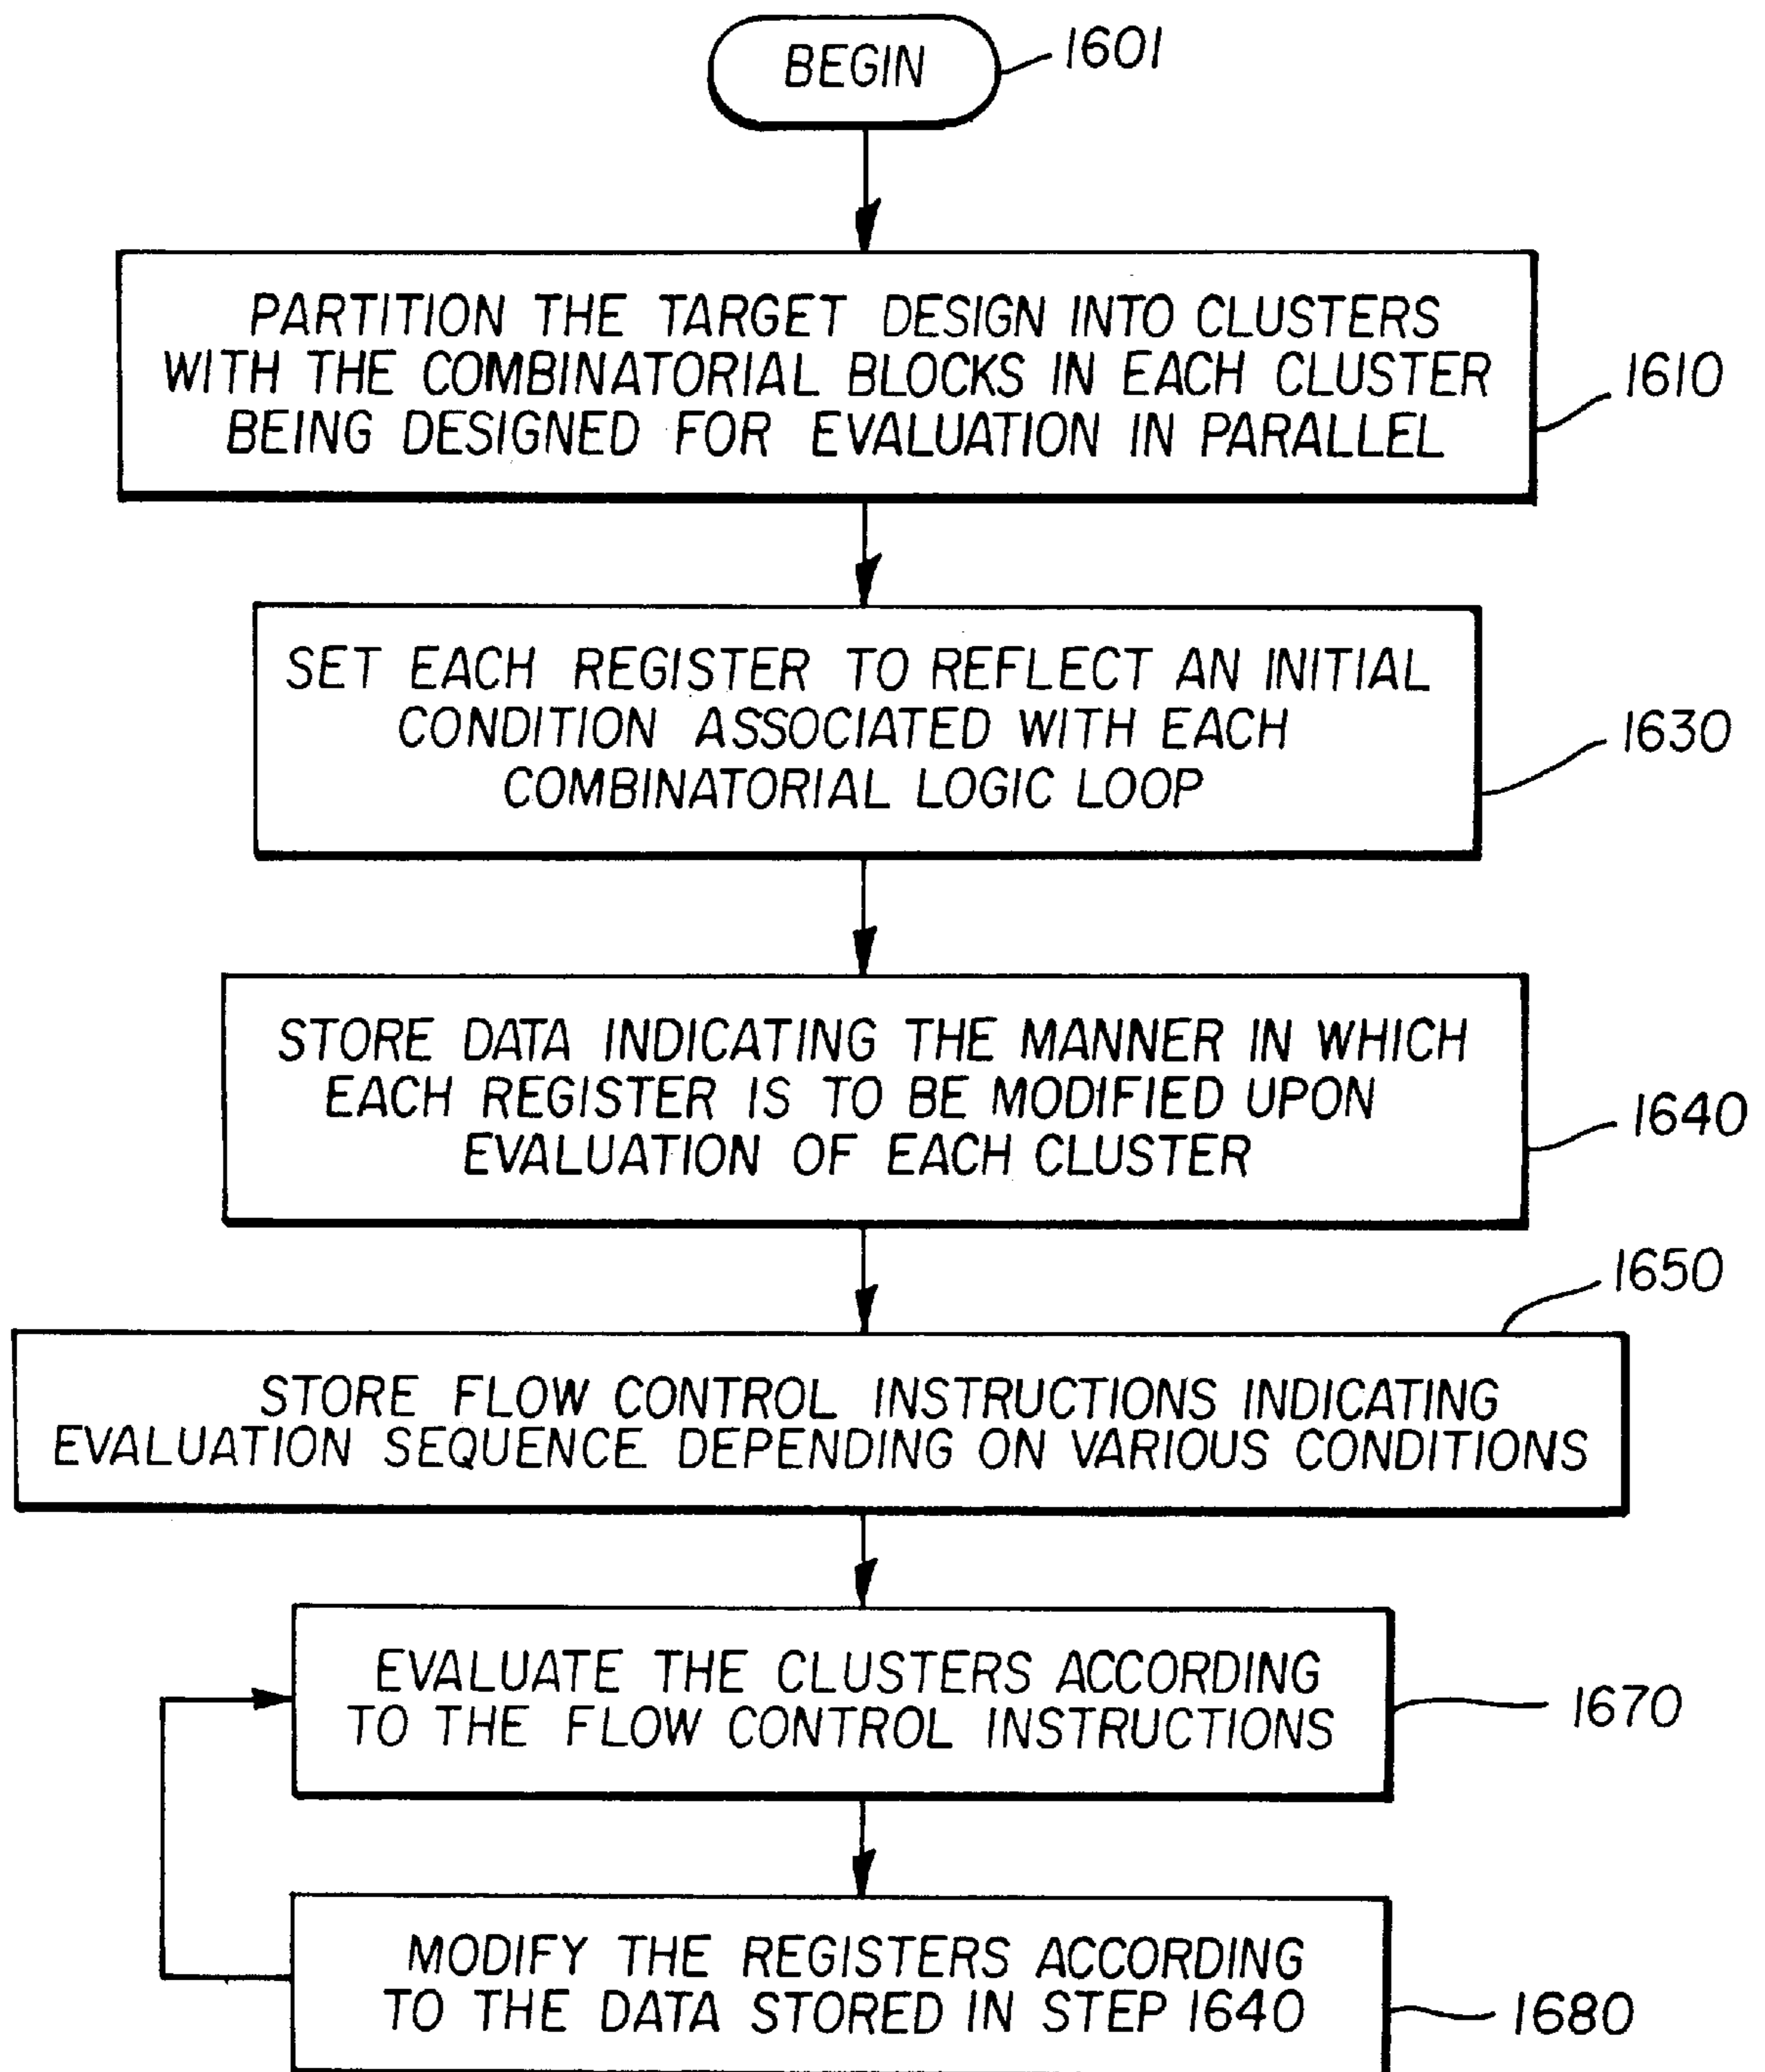 BEGIN
1601
PARTITION THE TARGET DESIGN INTO CLUSTERS
WITH THE COMBINATORIAL BLOCKS IN EACH CLUSTER
BEING DESIGNED FOR EVALUATION IN PARALLEL
1610
SET EACH REGISTER TO REFLECT AN INITIAL
CONDITION ASSOCIATED WITH EACH
COMBINATORIAL LOGIC LOOP
1630
STORE DATA INDICATING THE MANNER IN WHICH
EACH REGISTER IS TO BE MODIFIED UPON
EVALUATION OF EACH CLUSTER
1640
1650
STORE FLOW CONTROL INSTRUCTIONS INDICATING
EVALUATION SEQUENCE DEPENDING ON VARIOUS CONDITIONS
EVALUATE THE CLUSTERS ACCORDING
TO THE FLOW CONTROL INSTRUCTIONS
1670
MODIFY THE REGISTERS ACCORDING
TO THE DATA STORED IN STEP 1640
1680